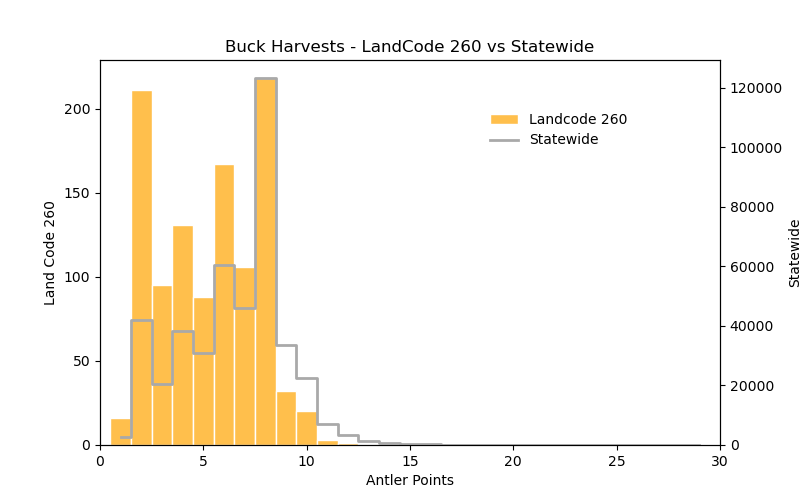 Buck Harvests - LandCode 260 vs Statewide
200
150
100
50
0
Land Code 260
120000
100000
80000
60000
40000
20000
0
Statewide
Landcode 260
Statewide
0 5 10 15 20 25 30
Antler Points